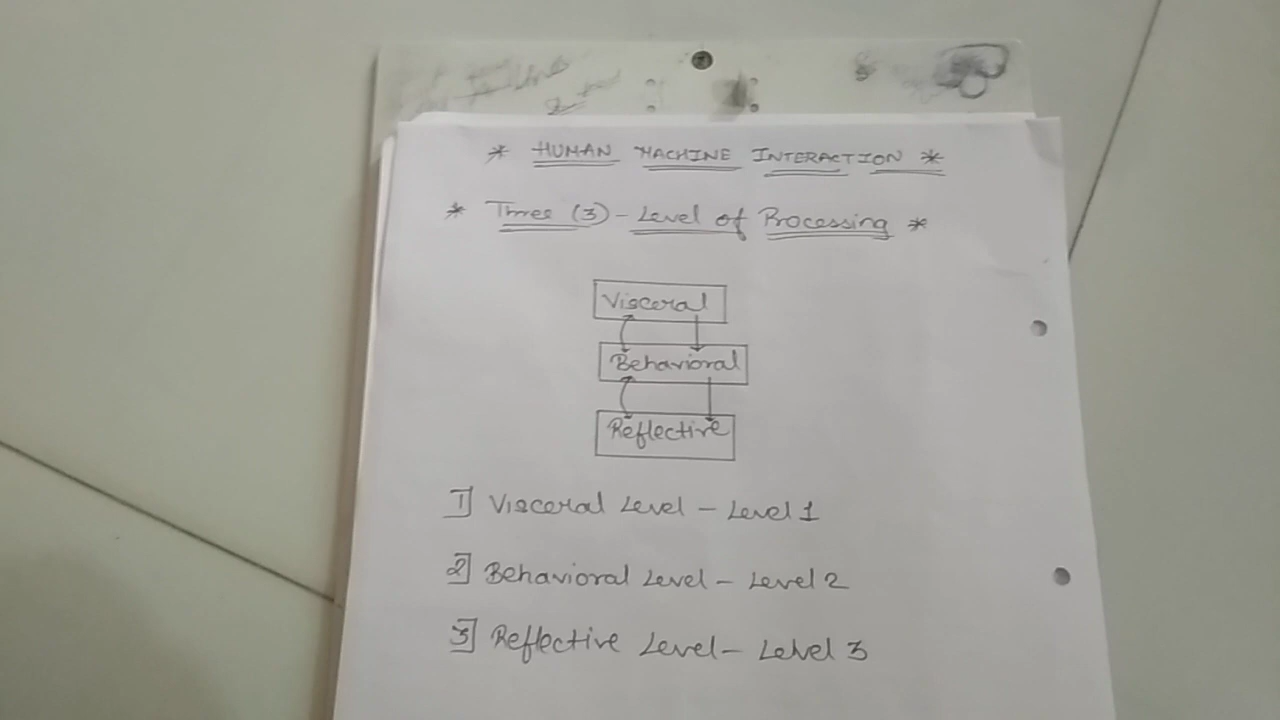 * HUMAN MACHINE INTERACTION *
* Three (3) - Level of Processing *
Visceral
Behavioral
Reflective
1] Visceral Level - Level 1
2] Behavioral Level - Level 2
3] Reflective Level - Level 3